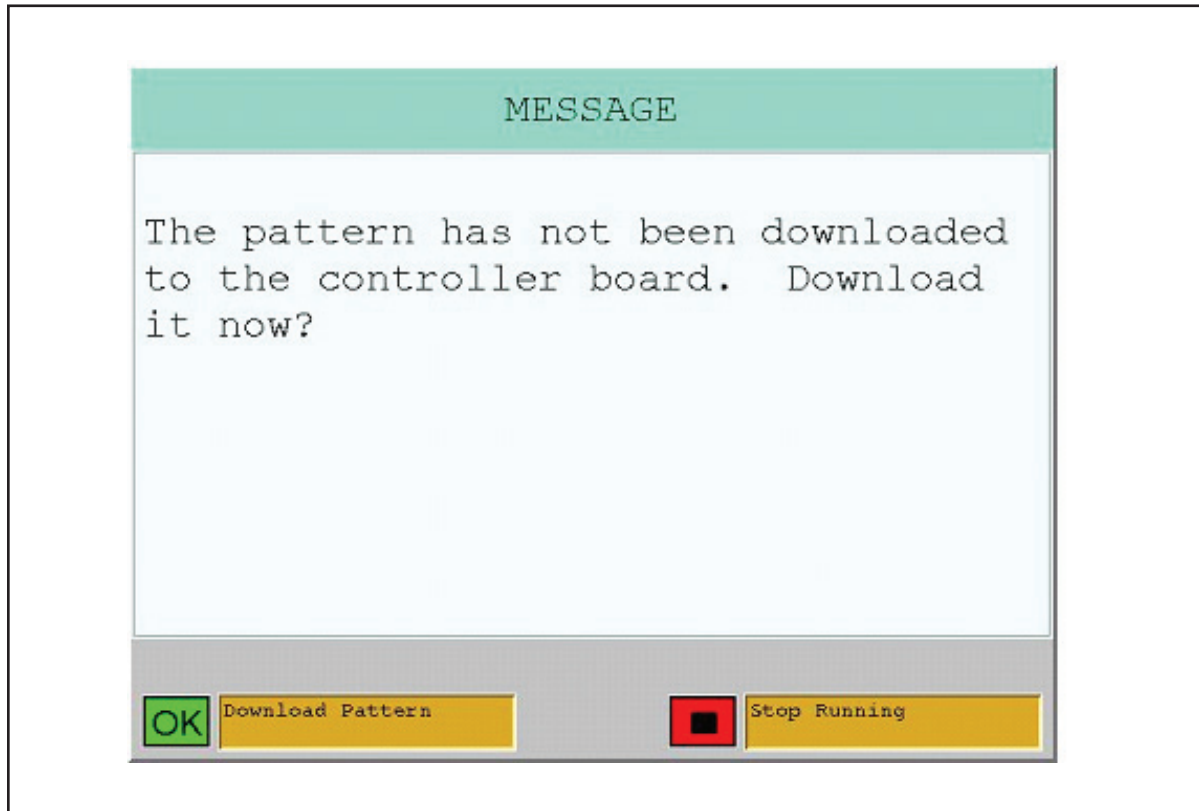 MESSAGE
The pattern has not been downloaded
to the controller board.  Download
it now?
OK Download Pattern
Stop Running